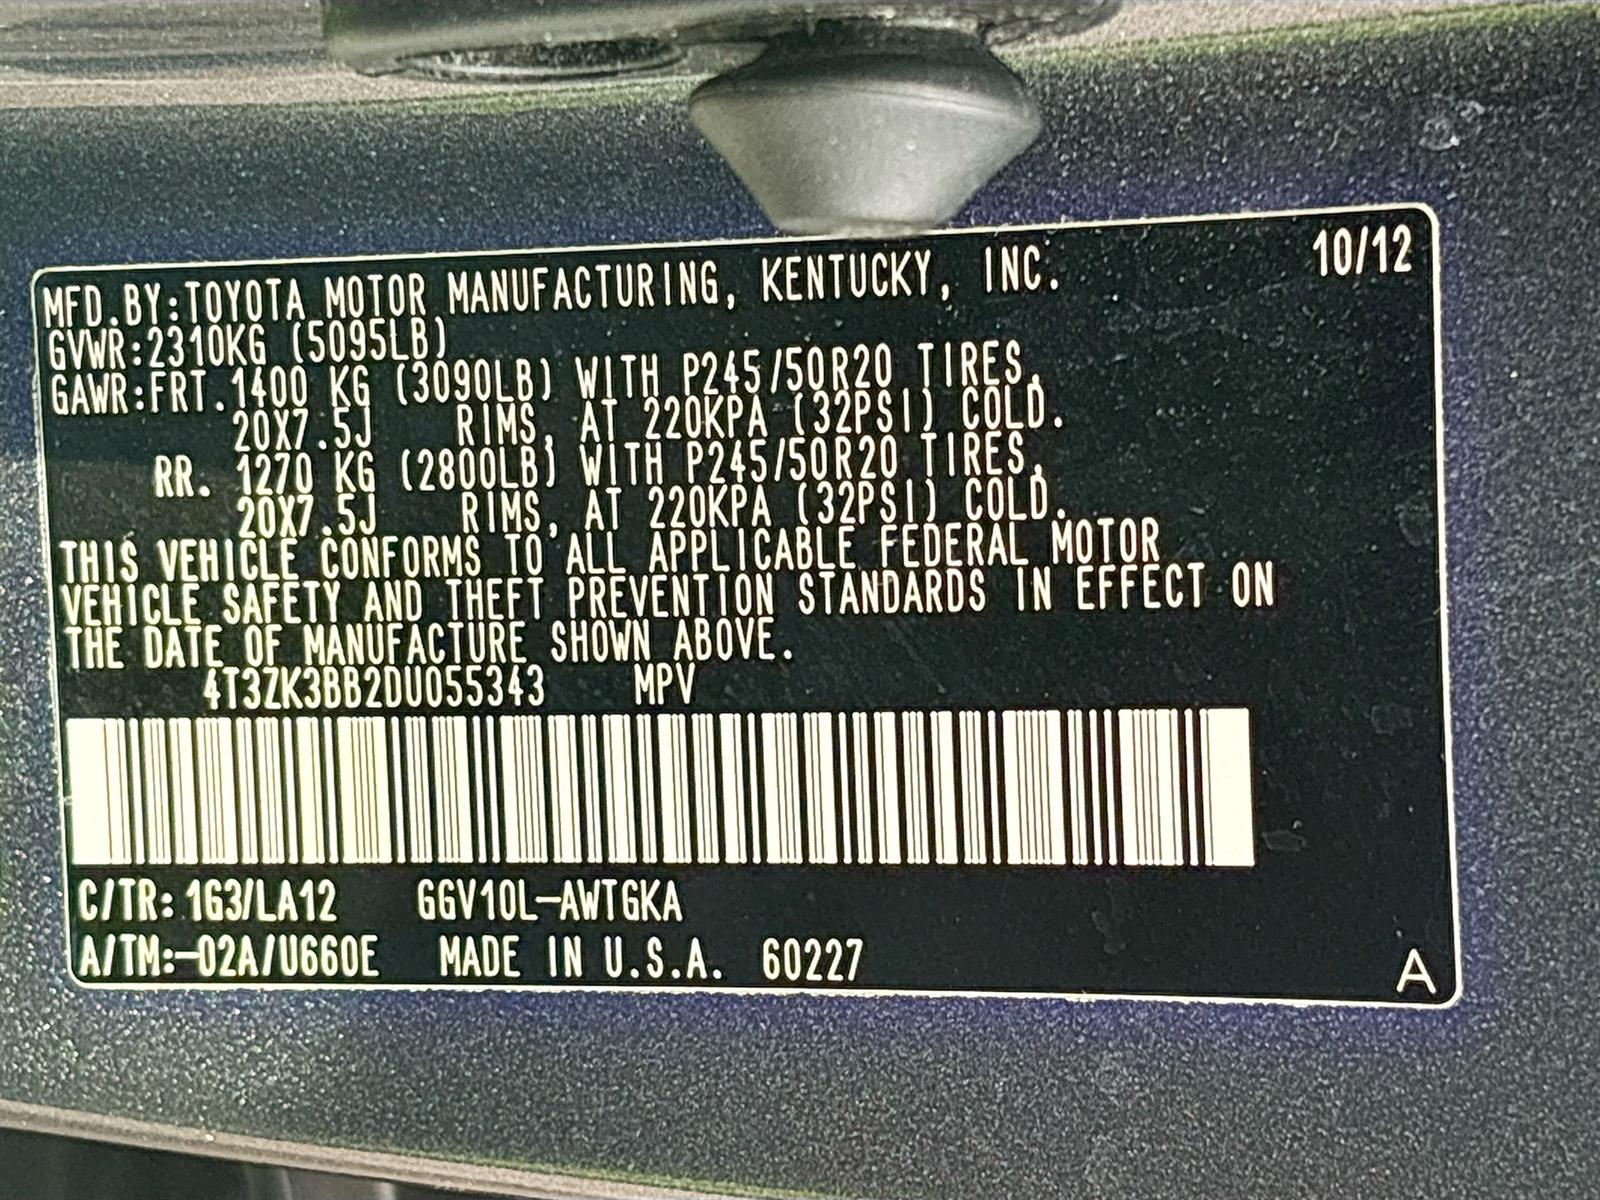 10/12
MFD.BY:TOYOTA MOTOR MANUFACTURING, KENTUCKY, INC.
GVWR:2310KG (5095LB)
GAWR:FRT.1400 KG (3090LB) WITH P245/50R20 TIRES,
20X7.5J RIMS, AT 220KPA (32PSI) COLD.
RR. 1270 KG (2800LB) WITH P245/50R20 TIRES,
20X7.5J RIMS, AT 220KPA (32PSI) COLD.
THIS VEHICLE CONFORMS TO ALL APPLICABLE FEDERAL MOTOR
VEHICLE SAFETY AND THEFT PREVENTION STANDARDS IN EFFECT ON
THE DATE OF MANUFACTURE SHOWN ABOVE.
4T3ZK3BB2DU055343 MPV
C/TR: 1G3/LA12 GGV10L-AWTGKA
A/TM:-02A/U660E MADE IN U.S.A. 60227
A